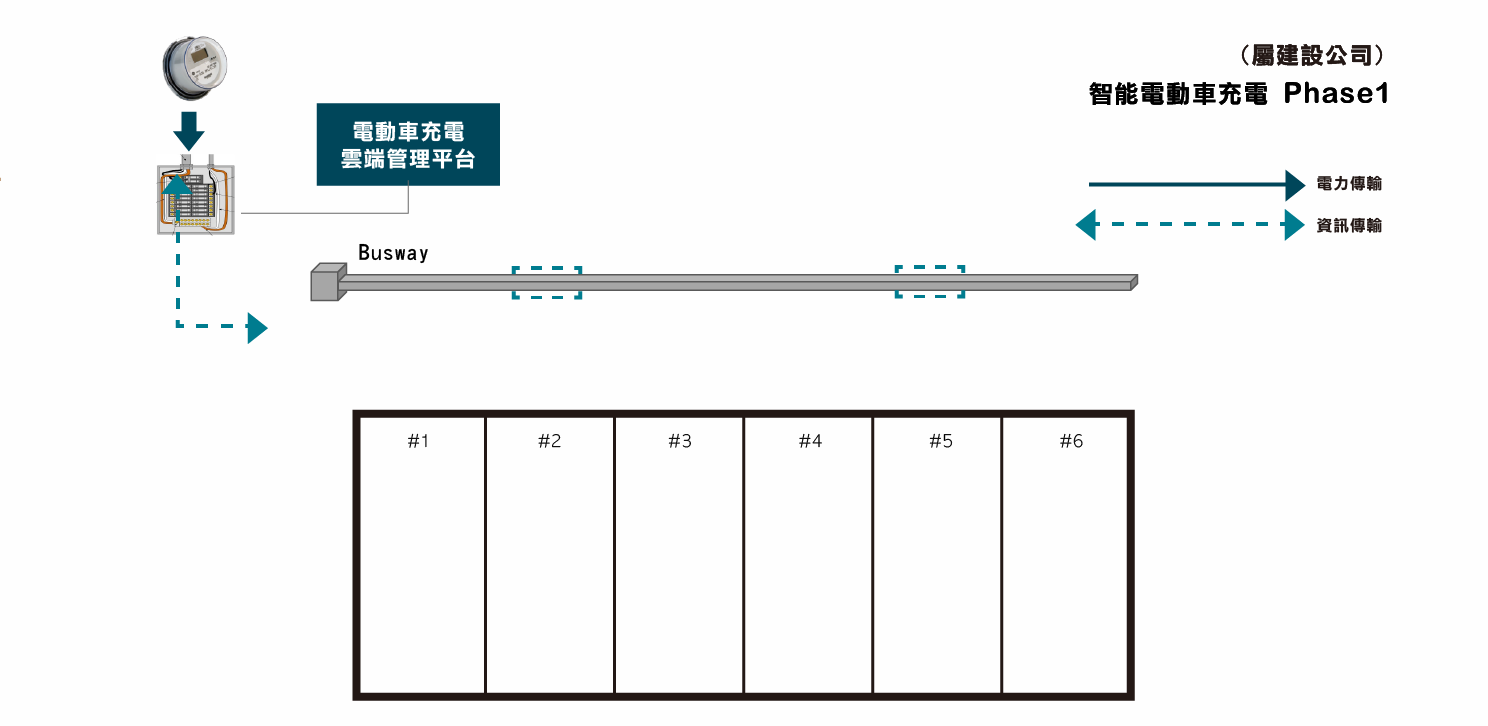 （屬建設公司）
智能電動車充電 Phase1
電動車充電
雲端管理平台
電力傳輸
資訊傳輸
Busway
#1
#2
#3
#4
#5
#6